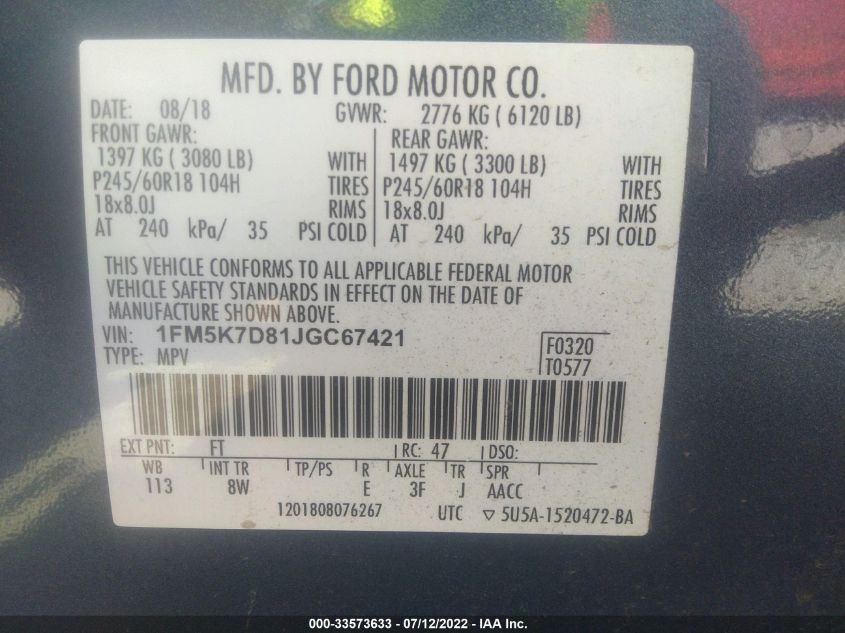 MFD. BY FORD MOTOR CO.
DATE: 08/18 GVWR: 2776 KG ( 6120 LB)
FRONT GAWR: REAR GAWR:
1397 KG ( 3080 LB) WITH 1497 KG ( 3300 LB) WITH
P245/60R18 104H TIRES P245/60R18 104H TIRES
18x8.0J RIMS 18x8.0J RIMS
AT 240 kPa/ 35 PSI COLD AT 240 kPa/ 35 PSI COLD
THIS VEHICLE CONFORMS TO ALL APPLICABLE FEDERAL MOTOR
VEHICLE SAFETY STANDARDS IN EFFECT ON THE DATE OF
MANUFACTURE SHOWN ABOVE.
VIN: 1FM5K7D81JGC67421 F0320
TYPE: MPV T0577
EXT PNT: FT RC: 47 DSO:
WB INT TR TP/PS R AXLE TR SPR
113 8W E 3F J AACC
1201808076267 UTC ▽ 5U5A-1520472-BA
000-33573633 - 07/12/2022 - IAA Inc.